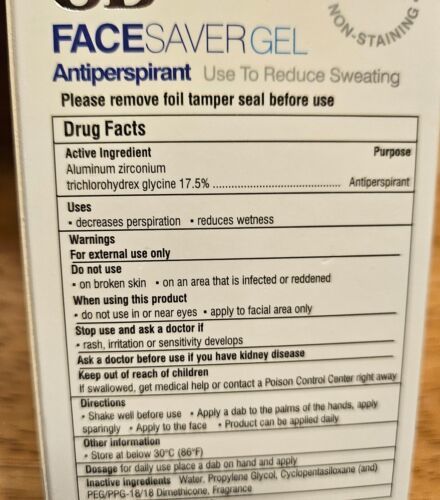 FACESAVERGEL
NON-STAINING
Antiperspirant Use To Reduce Sweating
Please remove foil tamper seal before use
Drug Facts
Active Ingredient Purpose
Aluminum zirconium
trichlorohydrex glycine 17.5% ........................................ Antiperspirant
Uses
• decreases perspiration • reduces wetness
Warnings
For external use only
Do not use
• on broken skin • on an area that is infected or reddened
When using this product
• do not use in or near eyes • apply to facial area only
Stop use and ask a doctor if
• rash, irritation or sensitivity develops
Ask a doctor before use if you have kidney disease
Keep out of reach of children
If swallowed, get medical help or contact a Poison Control Center right away
Directions
• Shake well before use • Apply a dab to the palms of the hands, apply
sparingly • Apply to the face • Product can be applied daily
Other information
• Store at below 30°C (86°F)
Dosage for daily use place a dab on hand and apply
Inactive ingredients Water, Propylene Glycol, Cyclopentasiloxane (and)
PEG/PPG-18/18 Dimethicone, Fragrance